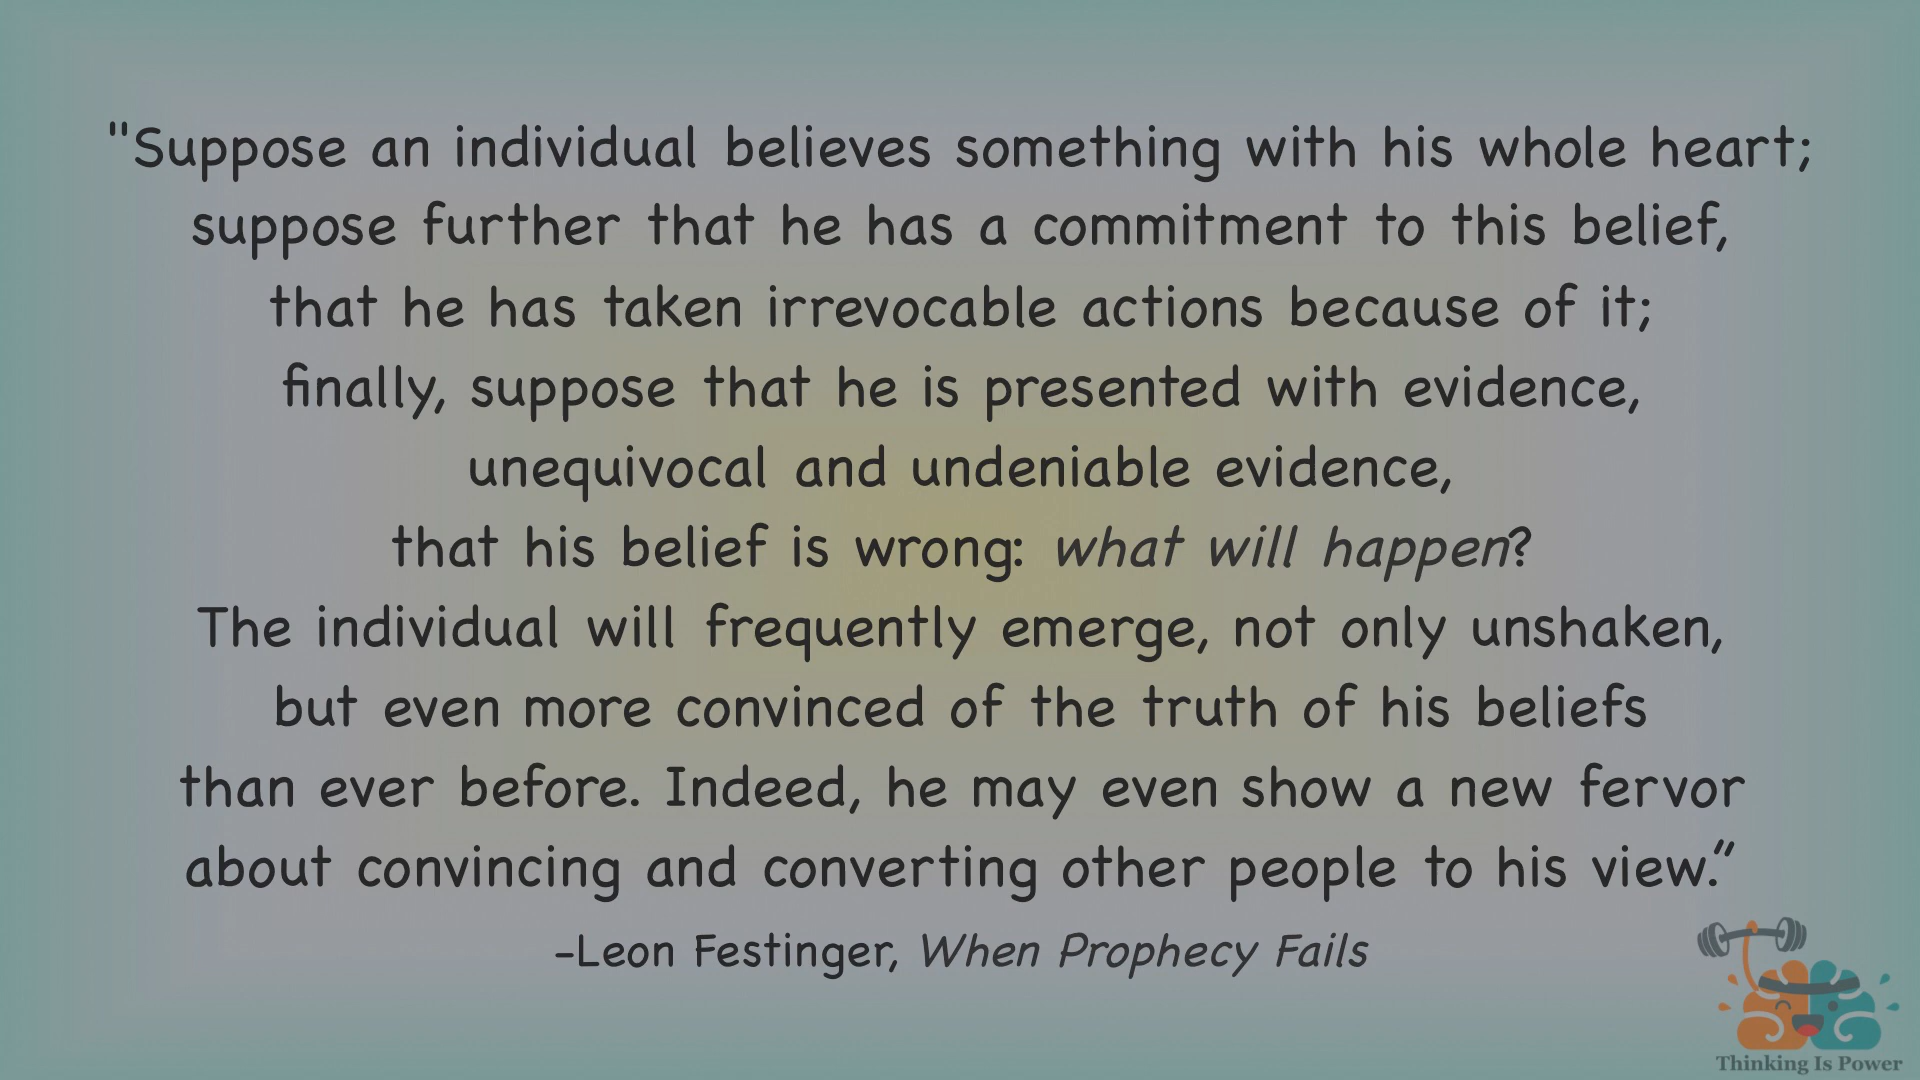 "Suppose an individual believes something with his whole heart;
suppose further that he has a commitment to this belief,
that he has taken irrevocable actions because of it;
finally, suppose that he is presented with evidence,
unequivocal and undeniable evidence,
that his belief is wrong: what will happen?
The individual will frequently emerge, not only unshaken,
but even more convinced of the truth of his beliefs
than ever before. Indeed, he may even show a new fervor
about convincing and converting other people to his view.”
-Leon Festinger, When Prophecy Fails
Thinking Is Power